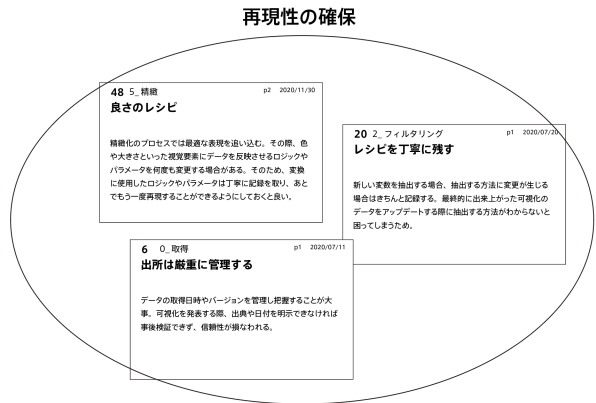 再現性の確保
48 5_ 精緻 p2 2020/11/30
良さのレシピ
精緻化のプロセスでは最適な表現を追い込む。その際、色
や大きさといった視覚要素にデータを反映させるロジックや
パラメータを何度も変更する場合がある。そのため、変換
に使用したロジックやパラメータは丁寧に記録を取り、あと
でもう一度再現することができるようにしておくと良い。
20 2_ フィルタリング p1 2020/07/20
レシピを丁寧に残す
新しい変数を抽出する場合、抽出する方法に変更が生じる
場合はきちんと記録する。最終的に出来上がった可視化の
データをアップデートする際に抽出する方法がわからないと
困ってしまうため。
6 0_ 取得 p1 2020/07/11
出所は厳重に管理する
データの取得日時やバージョンを管理し把握することが大
事。可視化を発表する際、出典や日付を明示できなければ
事後検証できず、信頼性が損なわれる。